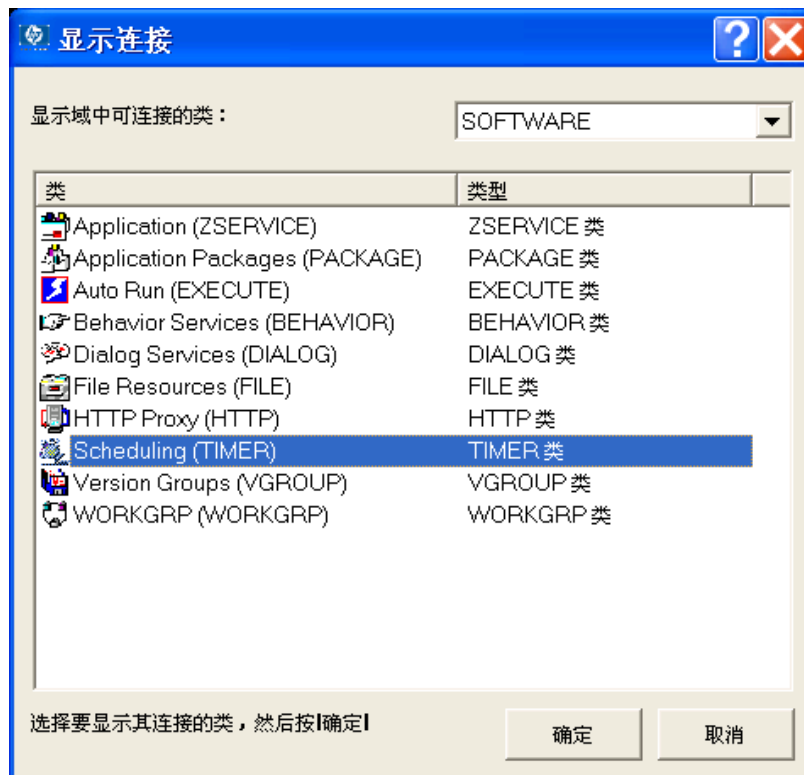 显示连接
显示域中可连接的类： SOFTWARE
类 类型
Application (ZSERVICE) ZSERVICE 类
Application Packages (PACKAGE) PACKAGE 类
Auto Run (EXECUTE) EXECUTE 类
Behavior Services (BEHAVIOR) BEHAVIOR 类
Dialog Services (DIALOG) DIALOG 类
File Resources (FILE) FILE 类
HTTP Proxy (HTTP) HTTP 类
Scheduling (TIMER) TIMER 类
Version Groups (VGROUP) VGROUP 类
WORKGRP (WORKGRP) WORKGRP 类
选择要显示其连接的类，然后按|确定|
确定 取消